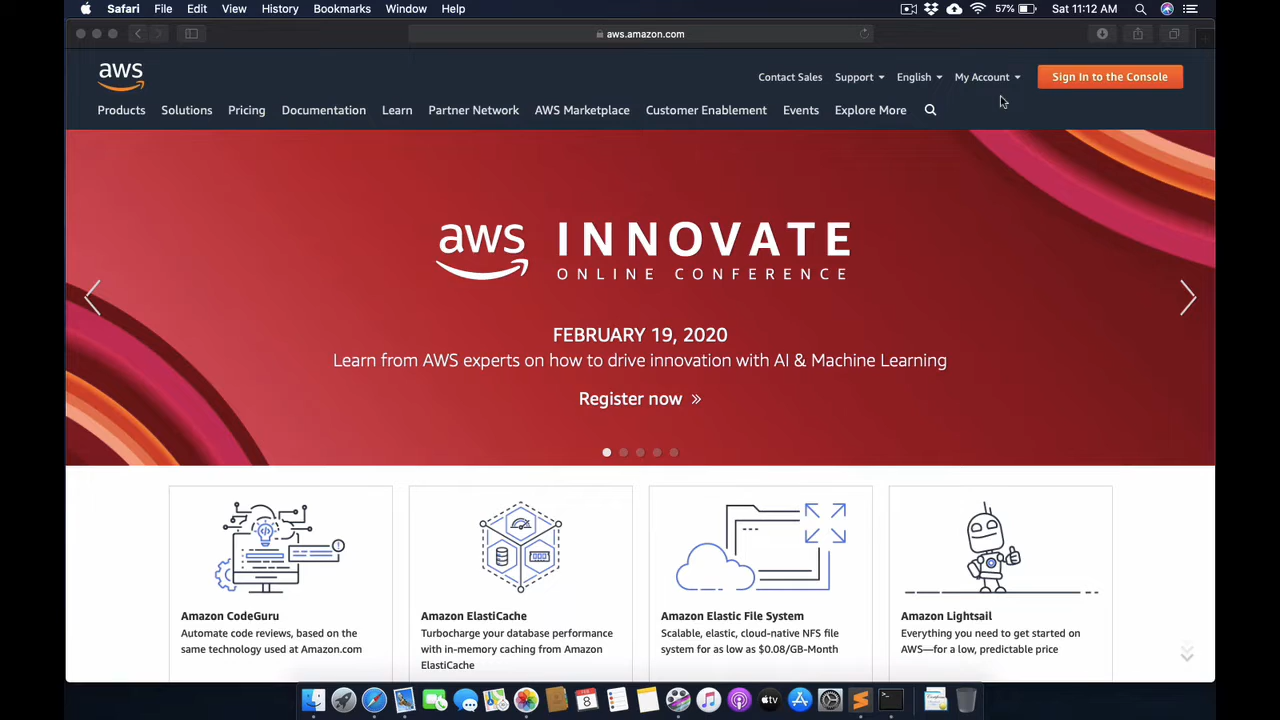 Safari File Edit View History Bookmarks Window Help 57% Sat 11:12 AM
aws.amazon.com
aws
Contact Sales Support English My Account Sign In to the Console
Products Solutions Pricing Documentation Learn Partner Network AWS Marketplace Customer Enablement Events Explore More
aws INNOVATE
ONLINE CONFERENCE
FEBRUARY 19, 2020
Learn from AWS experts on how to drive innovation with AI & Machine Learning
Register now »
Amazon CodeGuru
Automate code reviews, based on the
same technology used at Amazon.com
Amazon ElastiCache
Turbocharge your database performance
with in-memory caching from Amazon
ElastiCache
Amazon Elastic File System
Scalable, elastic, cloud-native NFS file
system for as low as $0.08/GB-Month
Amazon Lightsail
Everything you need to get started on
AWS—for a low, predictable price
8
tv